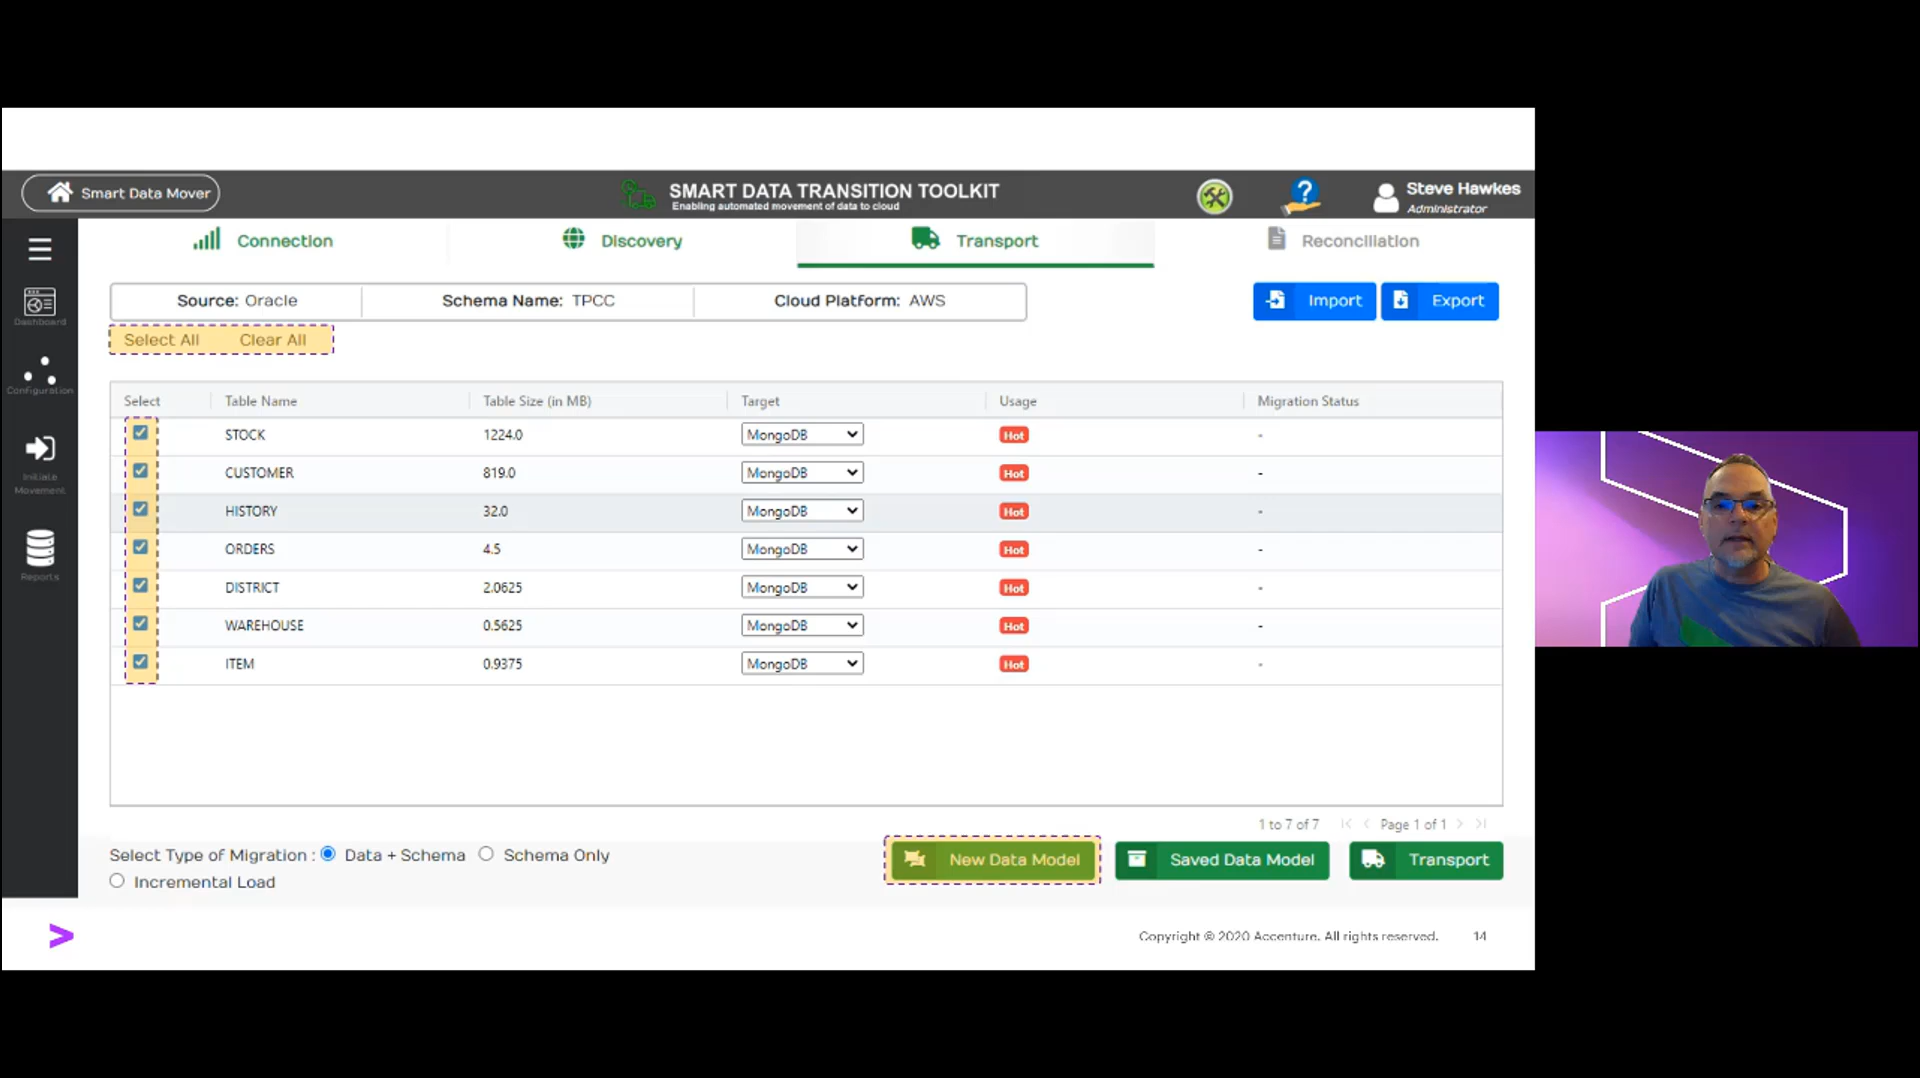 Smart Data Mover
SMART DATA TRANSITION TOOLKIT
Enabling automated movement of data to cloud
Steve Hawkes
Administrator
Connection
Discovery
Transport
Reconciliation
Source: Oracle
Schema Name: TPCC
Cloud Platform: AWS
Import
Export
Select All
Clear All
Dashboard
Configuration
Initiate
Movement
Reports
Select Table Name Table Size (in MB) Target Usage Migration Status
STOCK 1224.0 MongoDB Hot -
CUSTOMER 819.0 MongoDB Hot -
HISTORY 32.0 MongoDB Hot -
ORDERS 4.5 MongoDB Hot -
DISTRICT 2.0625 MongoDB Hot -
WAREHOUSE 0.5625 MongoDB Hot -
ITEM 0.9375 MongoDB Hot -
1 to 7 of 7 Page 1 of 1
Select Type of Migration : Data + Schema Schema Only
Incremental Load
New Data Model
Saved Data Model
Transport
Copyright © 2020 Accenture. All rights reserved. 14